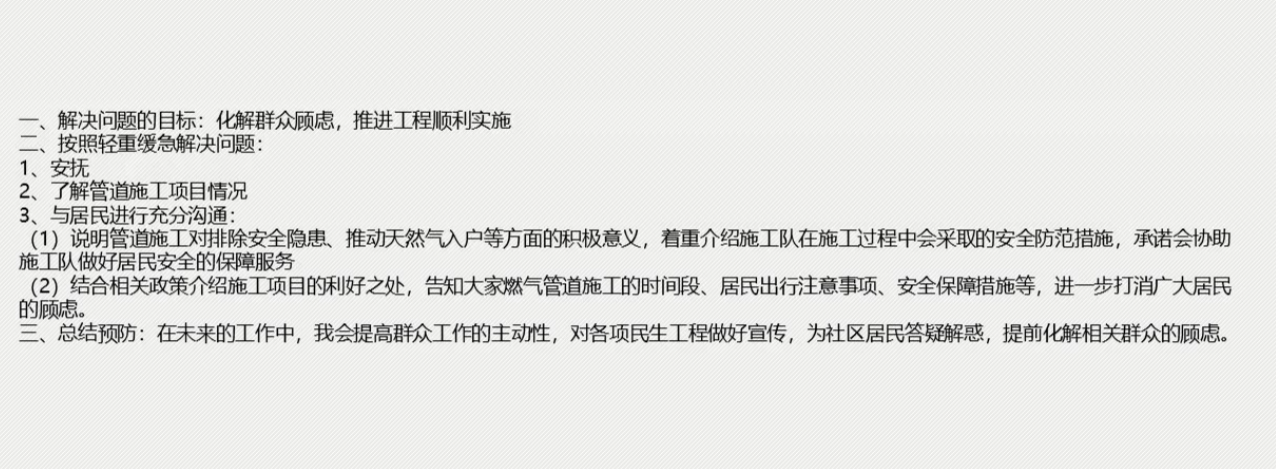 一、解决问题的目标：化解群众顾虑，推进工程顺利实施
二、按照轻重缓急解决问题：
1、安抚
2、了解管道施工项目情况
3、与居民进行充分沟通：
（1）说明管道施工对排除安全隐患、推动天然气入户等方面的积极意义，着重介绍施工队在施工过程中会采取的安全防范措施，承诺会协助
施工队做好居民安全的保障服务
（2）结合相关政策介绍施工项目的利好之处，告知大家燃气管道施工的时间段、居民出行注意事项、安全保障措施等，进一步打消广大居民
的顾虑。
三、总结预防：在未来的工作中，我会提高群众工作的主动性，对各项民生工程做好宣传，为社区居民答疑解惑，提前化解相关群众的顾虑。